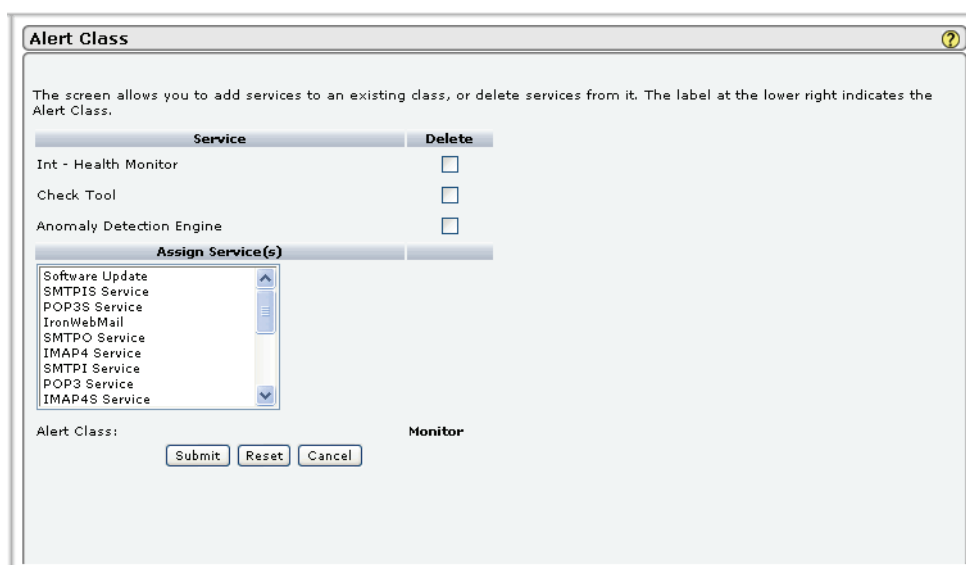 Alert Class
?
The screen allows you to add services to an existing class, or delete services from it. The label at the lower right indicates the
Alert Class.
Service Delete
Int - Health Monitor
Check Tool
Anomaly Detection Engine
Assign Service(s)
Software Update
SMTPIS Service
POP3S Service
IronWebMail
SMTPO Service
IMAP4 Service
SMTPI Service
POP3 Service
IMAP4S Service
Alert Class: Monitor
Submit Reset Cancel